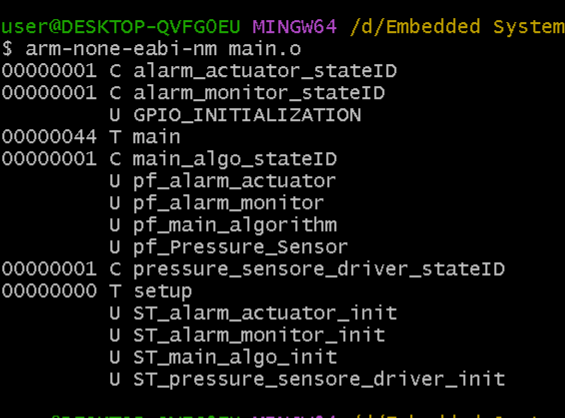 user@DESKTOP-QVFG0EU MINGW64 /d/Embedded System
$ arm-none-eabi-nm main.o
00000001 C alarm_actuator_stateID
00000001 C alarm_monitor_stateID
         U GPIO_INITIALIZATION
00000044 T main
00000001 C main_algo_stateID
         U pf_alarm_actuator
         U pf_alarm_monitor
         U pf_main_algorithm
         U pf_Pressure_Sensor
00000001 C pressure_sensore_driver_stateID
00000000 T setup
         U ST_alarm_actuator_init
         U ST_alarm_monitor_init
         U ST_main_algo_init
         U ST_pressure_sensore_driver_init